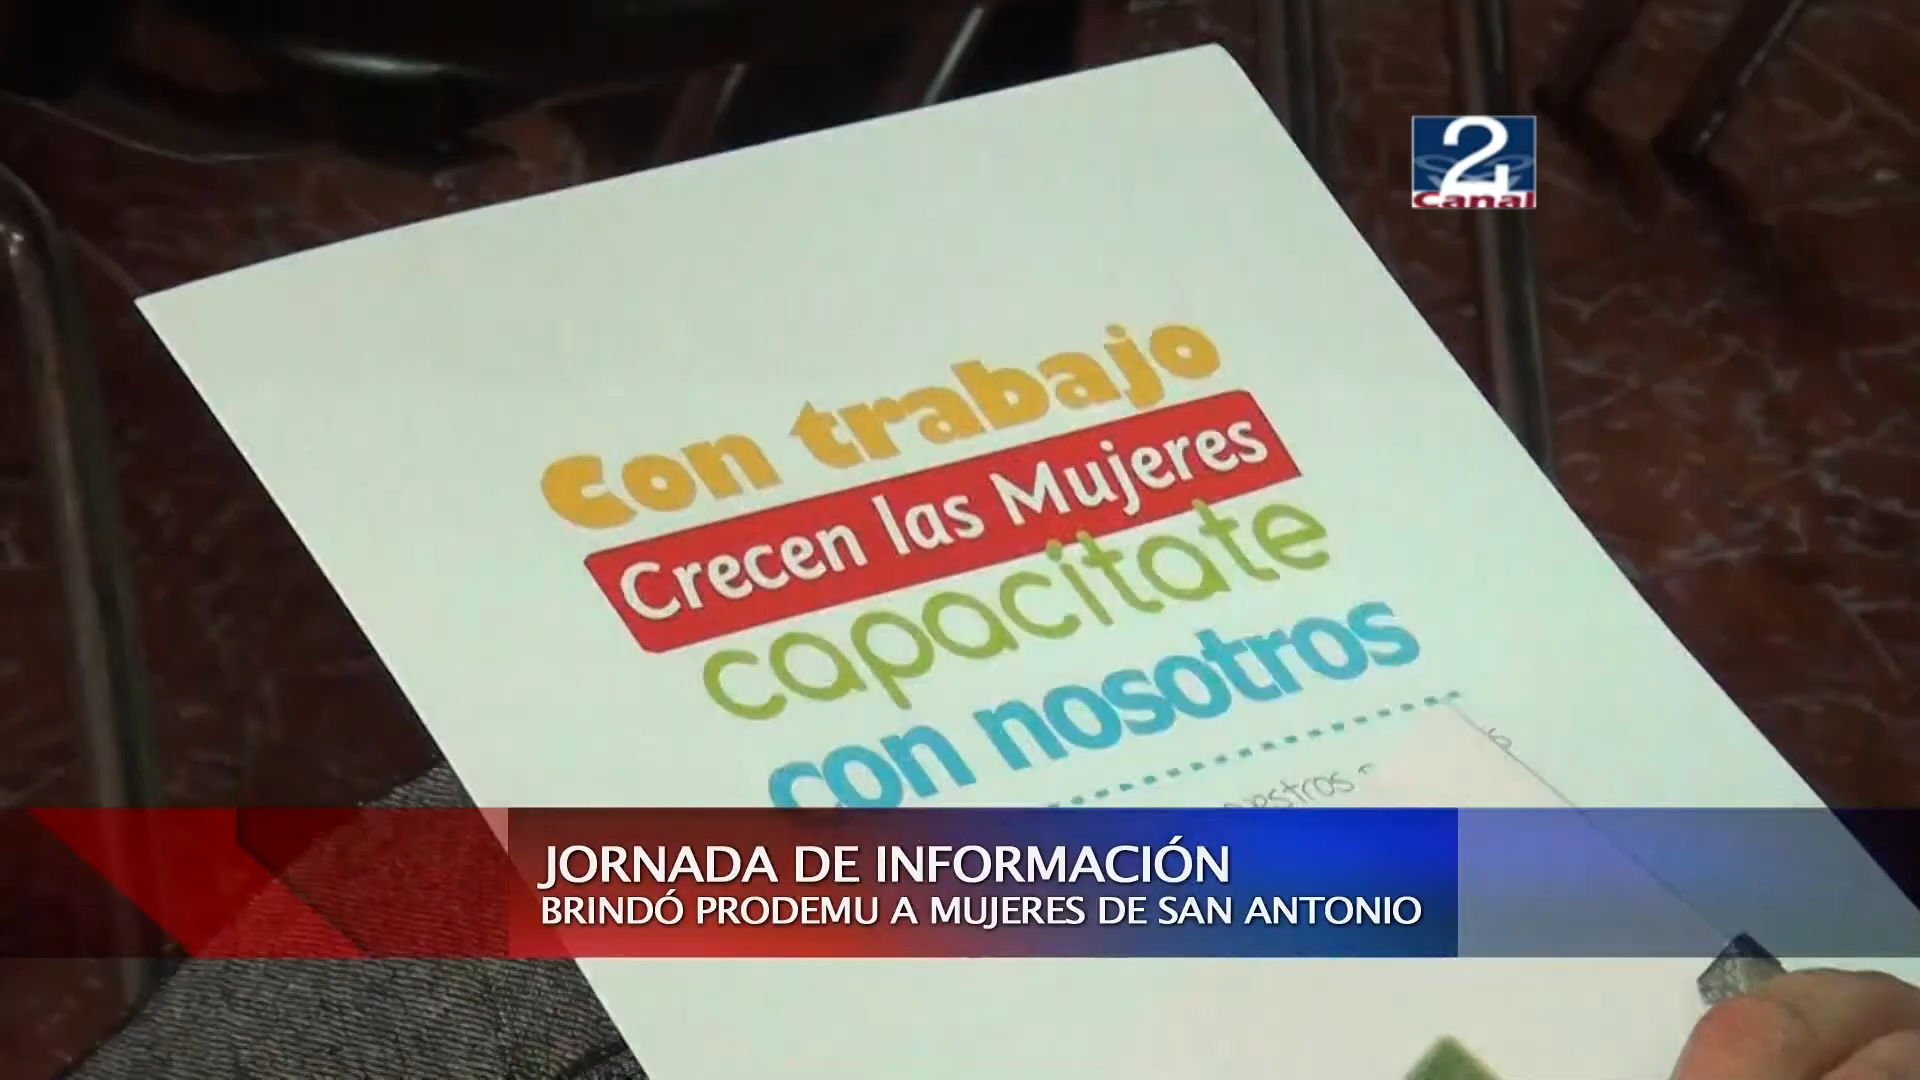 2
Canal
Con trabajo
Crecen las Mujeres
capacitate
con nosotros
JORNADA DE INFORMACIÓN
BRINDÓ PRODEMU A MUJERES DE SAN ANTONIO